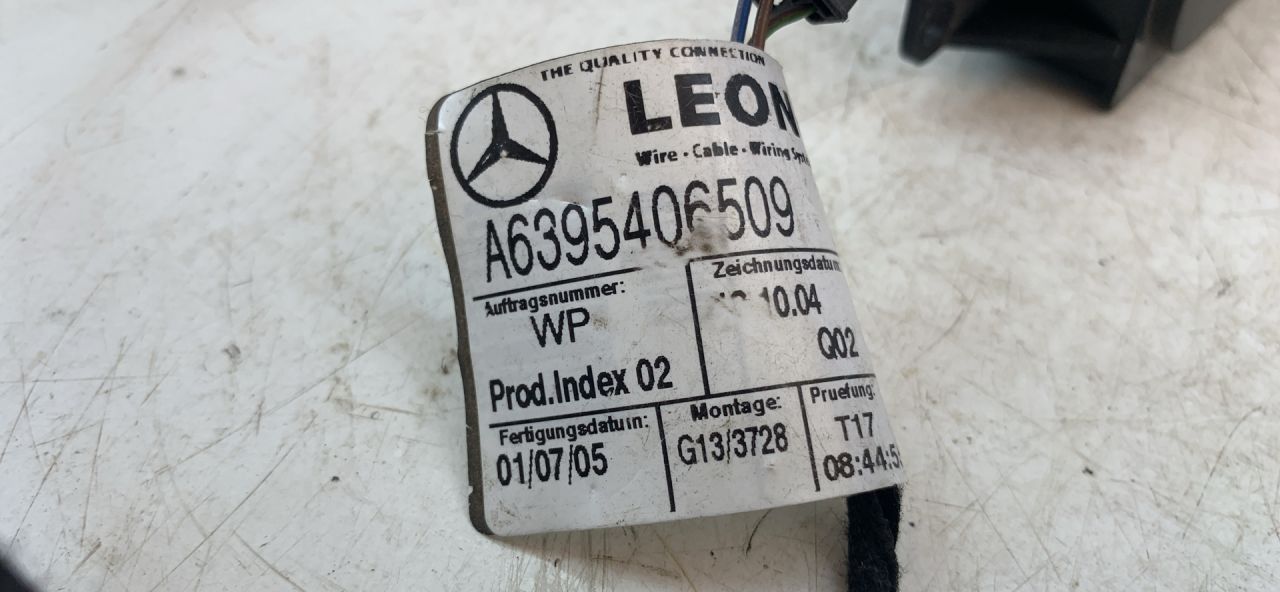 THE QUALITY CONNECTION
LEON
Wire · Cable · Wiring
A6395406509
Auftragsnummer:
WP
Zeichnungsdatum
10.04
Q02
Prod.Index 02
Fertigungsdatum:
01/07/05
Montage:
G13/3728
Pruefung:
T17
08:44:5